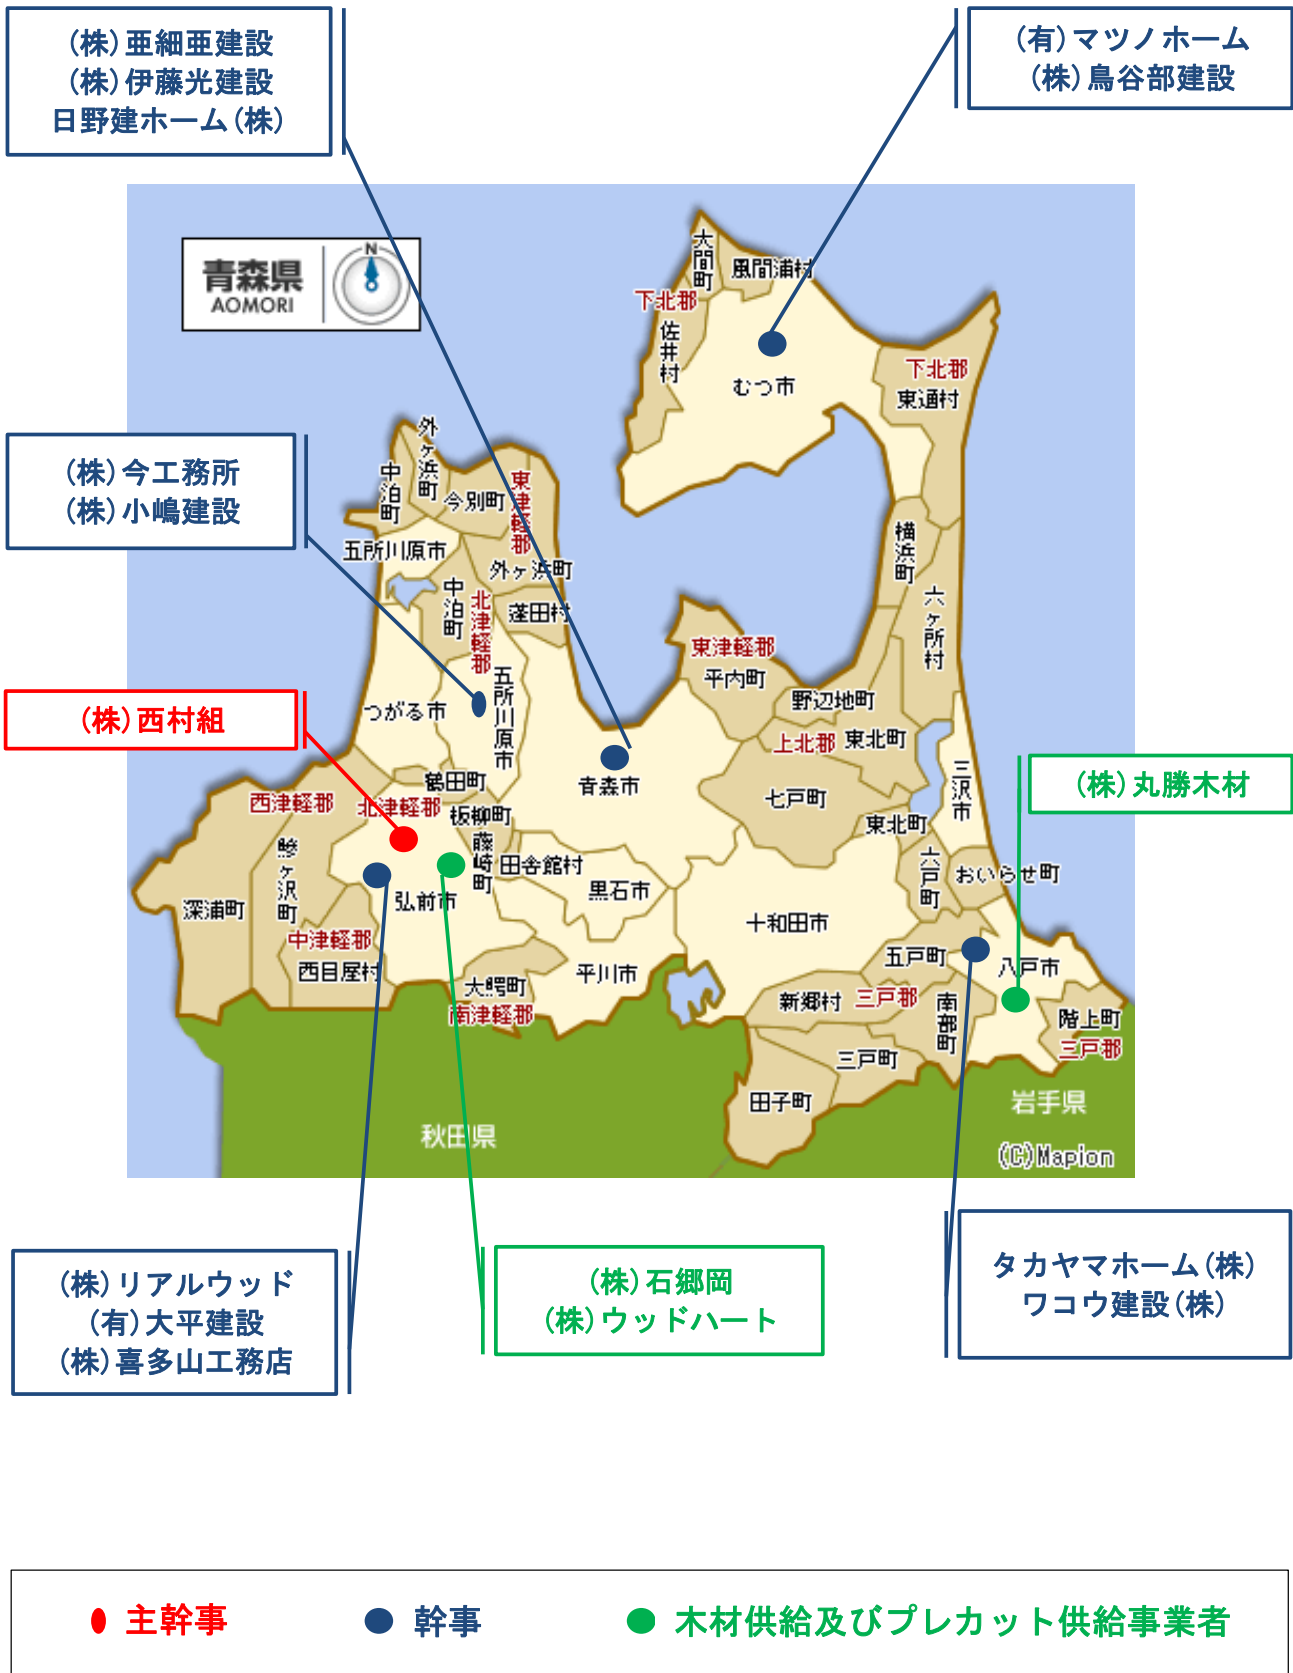 (株)亜細亜建設
(株)伊藤光建設
日野建ホーム(株)
(有)マツノホーム
(株)鳥谷部建設
青森県
AOMORI
N
大間町
風間浦村
下北郡
佐井村
むつ市
下北郡
東通村
(株)今工務所
(株)小嶋建設
外ヶ浜町
中泊町
今別町
東津軽郡
五所川原市
外ヶ浜町
中泊町
北津軽郡
蓬田村
横浜町
六ヶ所村
東津軽郡
平内町
野辺地町
五所川原市
つがる市
(株)西村組
上北郡
東北町
鶴田町
青森市
七戸町
三沢市
(株)丸勝木材
西津軽郡
北津軽郡
板柳町
東北町
藤崎町
田舎館村
六戸町
おいらせ町
鰺ヶ沢町
黒石市
弘前市
深浦町
十和田市
中津軽郡
西目屋村
五戸町
八戸市
大鰐町
平川市
新郷村
三戸郡
南部町
南津軽郡
階上町
三戸郡
三戸町
田子町
岩手県
秋田県
(C)Mapion
(株)リアルウッド
(有)大平建設
(株)喜多山工務店
(株)石郷岡
(株)ウッドハート
タカヤマホーム(株)
ワコウ建設(株)
主幹事
幹事
木材供給及びプレカット供給事業者